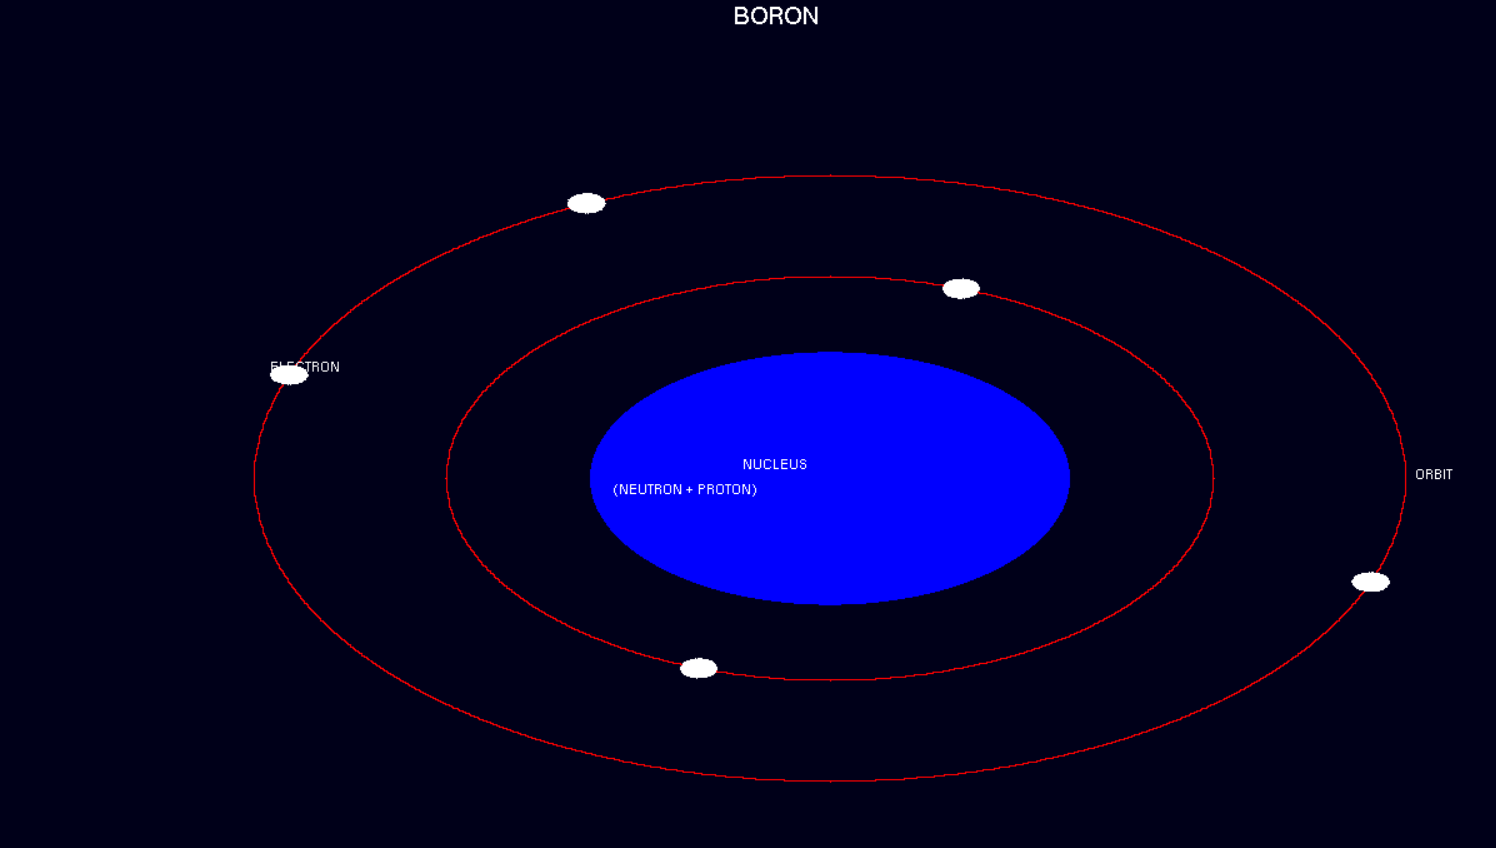 BORON
ELECTRON
NUCLEUS
(NEUTRON + PROTON)
ORBIT